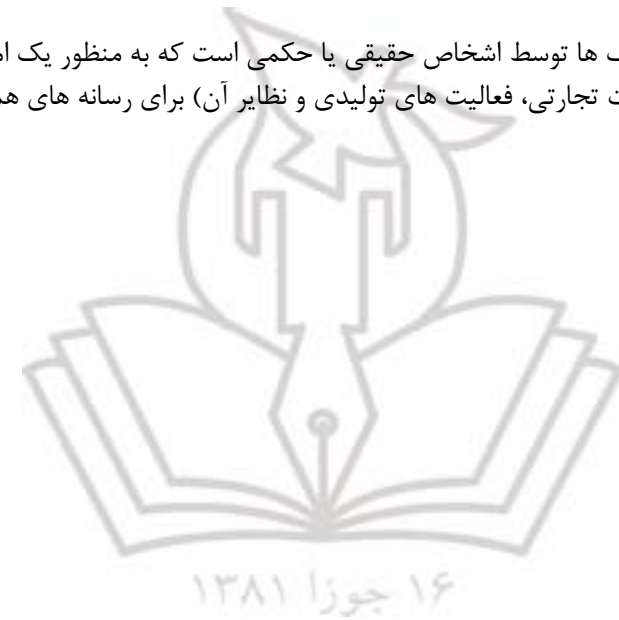 ها توسط اشخاص حقیقی یا حکمی است که به منظور یک
تجارتی، فعالیت های تولیدی و نظایر آن) برای رسانه های
۱۶ جوزا ۱۳۸۱